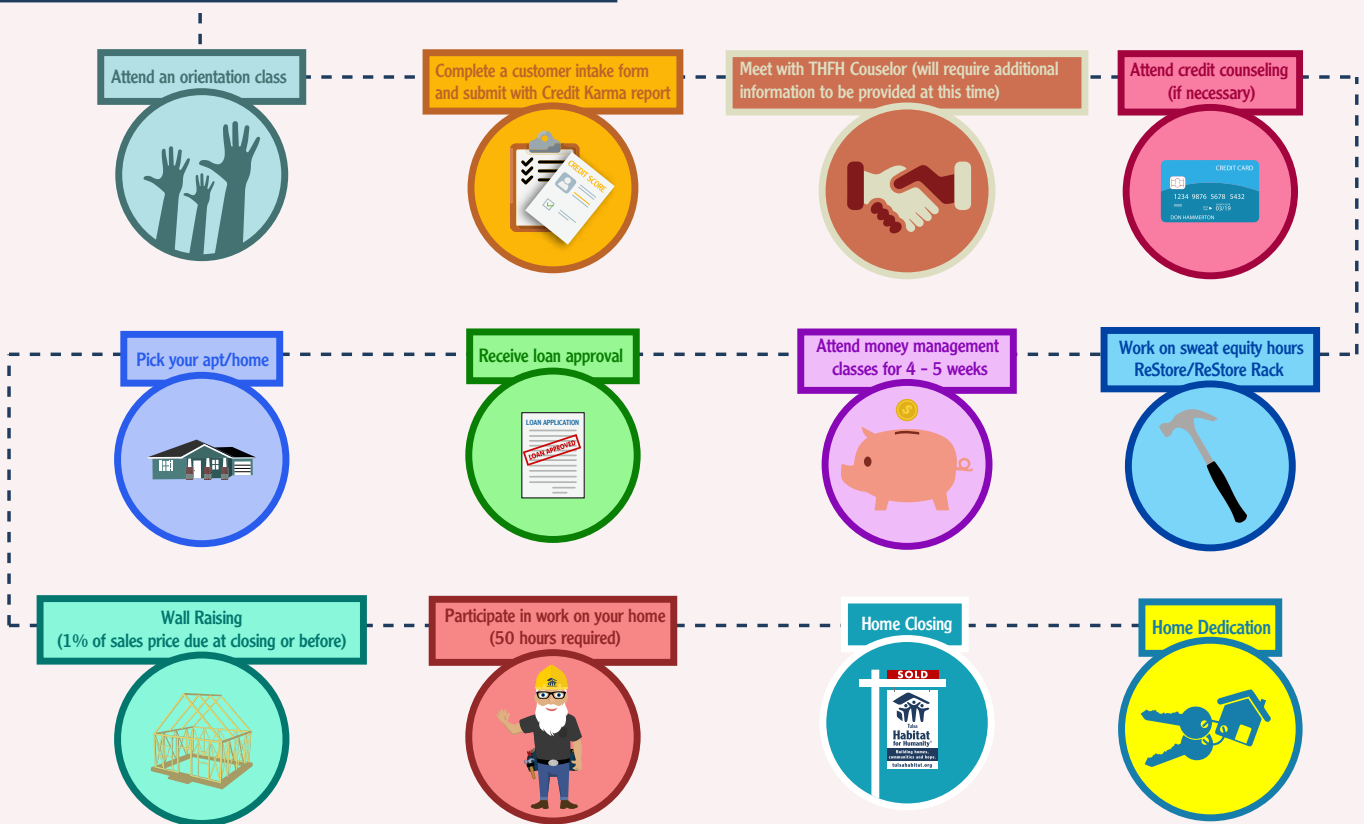 Attend an orientation class
Complete a customer intake form
and submit with Credit Karma report
CREDIT SCORE
Meet with THFH Couselor (will require additional
information to be provided at this time)
Attend credit counseling
(if necessary)
CREDIT CARD
1234 9876 5678 5432
03/19
DON HAMMERTON
Work on sweat equity hours
ReStore/ReStore Rack
Attend money management
classes for 4 - 5 weeks
Receive loan approval
LOAN APPLICATION
LOAN APPROVED
Pick your apt/home
Wall Raising
(1% of sales price due at closing or before)
Participate in work on your home
(50 hours required)
Home Closing
SOLD
Tulsa
Habitat
for Humanity®
Building homes,
communities and hope.
tulsahabitat.org
Home Dedication